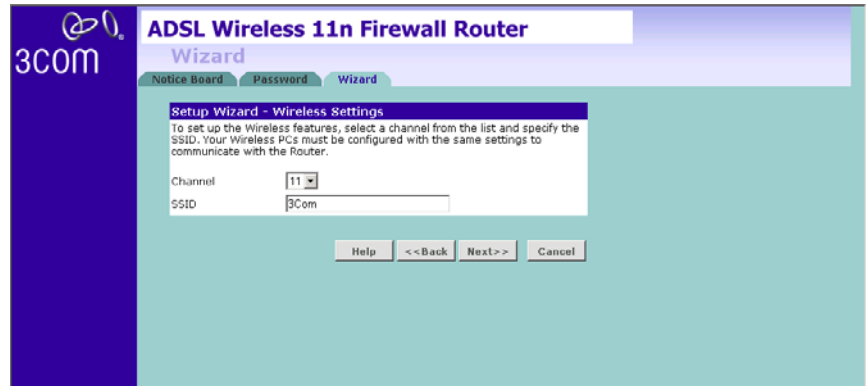 3COM
ADSL Wireless 11n Firewall Router
Wizard
Notice Board Password Wizard
Setup Wizard - Wireless Settings
To set up the Wireless features, select a channel from the list and specify the
SSID. Your Wireless PCs must be configured with the same settings to
communicate with the Router.
Channel 11
SSID 3Com
Help <<Back Next>> Cancel